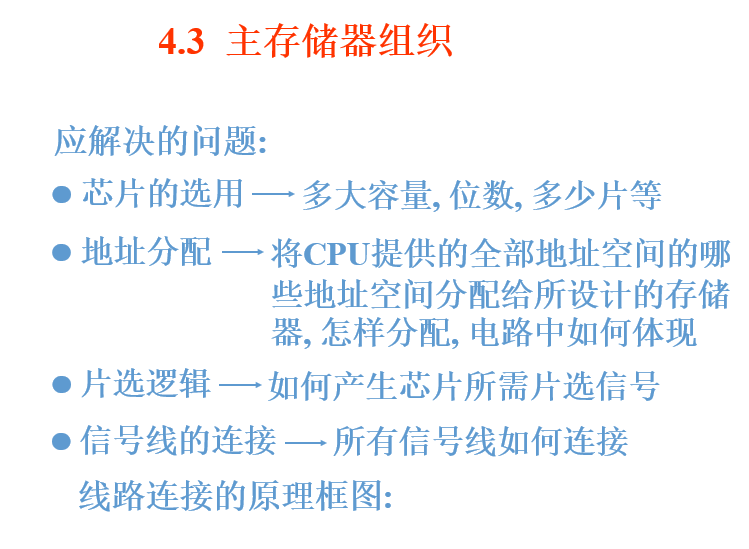 4.3 主存储器组织
应解决的问题:
● 芯片的选用 → 多大容量, 位数, 多少片等
● 地址分配 → 将CPU提供的全部地址空间的哪
些地址空间分配给所设计的存储
器, 怎样分配, 电路中如何体现
● 片选逻辑 → 如何产生芯片所需片选信号
● 信号线的连接 → 所有信号线如何连接
线路连接的原理框图: